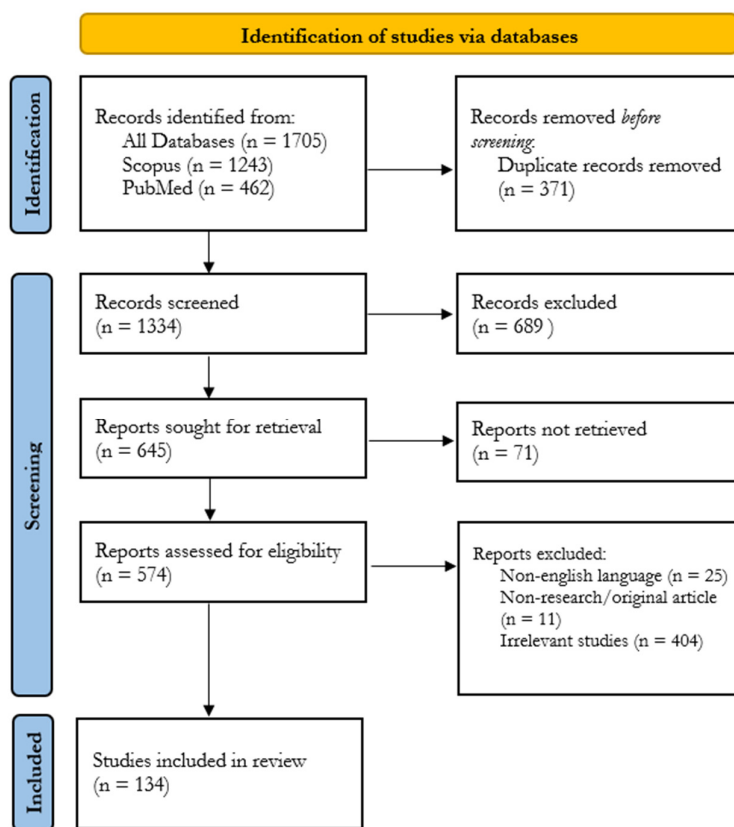 Identification of studies via databases
Identification
Records identified from:
All Databases (n = 1705)
Scopus (n = 1243)
PubMed (n = 462)
Records removed before
screening:
Duplicate records removed
(n = 371)
Screening
Records screened
(n = 1334)
Records excluded
(n = 689 )
Reports sought for retrieval
(n = 645)
Reports not retrieved
(n = 71)
Reports assessed for eligibility
(n = 574)
Reports excluded:
Non-english language (n = 25)
Non-research/original article
(n = 11)
Irrelevant studies (n = 404)
Included
Studies included in review
(n = 134)